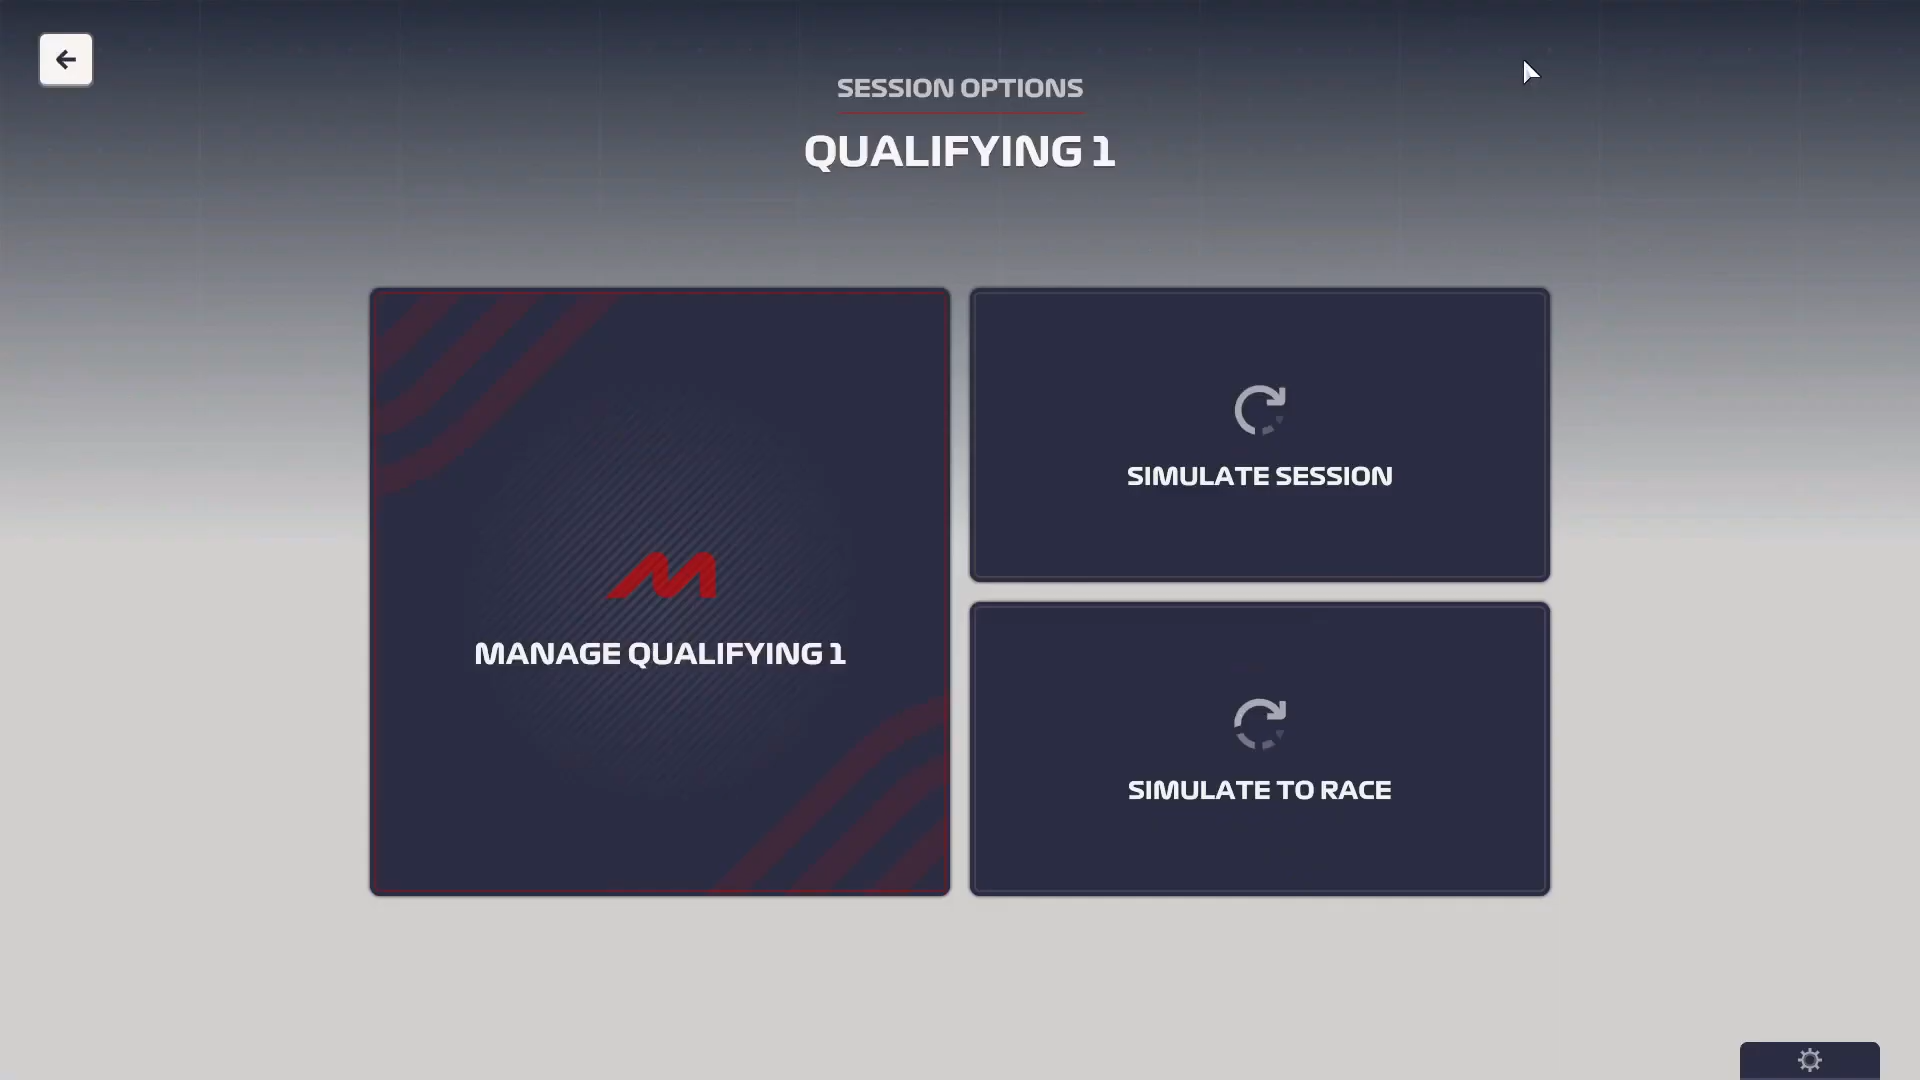 SESSION OPTIONS
QUALIFYING 1
MANAGE QUALIFYING 1
SIMULATE SESSION
SIMULATE TO RACE